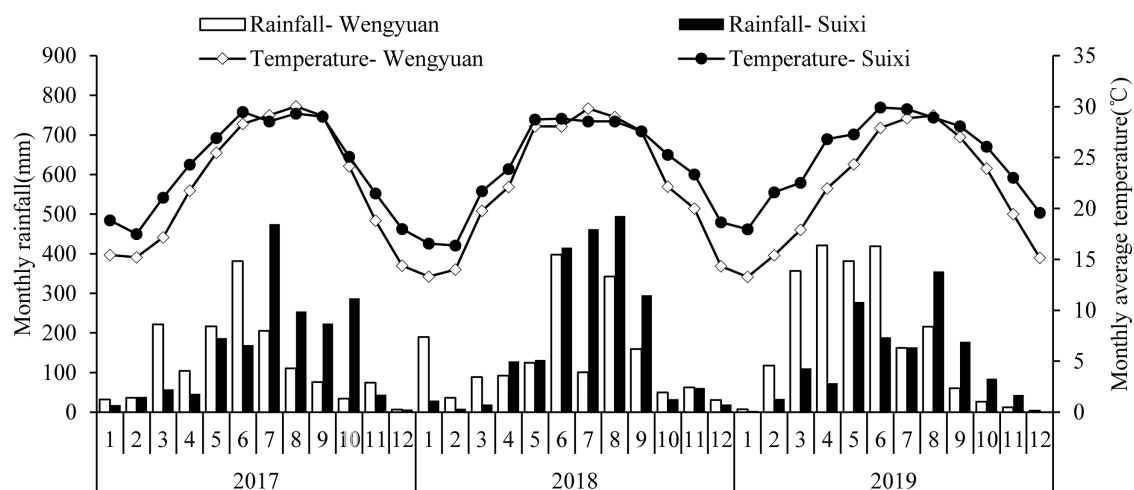 Rainfall- Wengyuan
Rainfall- Suixi
Temperature- Wengyuan
Temperature- Suixi
Monthly rainfall(mm)
900
800
700
600
500
400
300
200
100
0
35
30
25
20
15
10
5
0
Monthly average temperature(℃)
1 2 3 4 5 6 7 8 9 10 11 12 1 2 3 4 5 6 7 8 9 10 11 12 1 2 3 4 5 6 7 8 9 10 11 12
2017 2018 2019